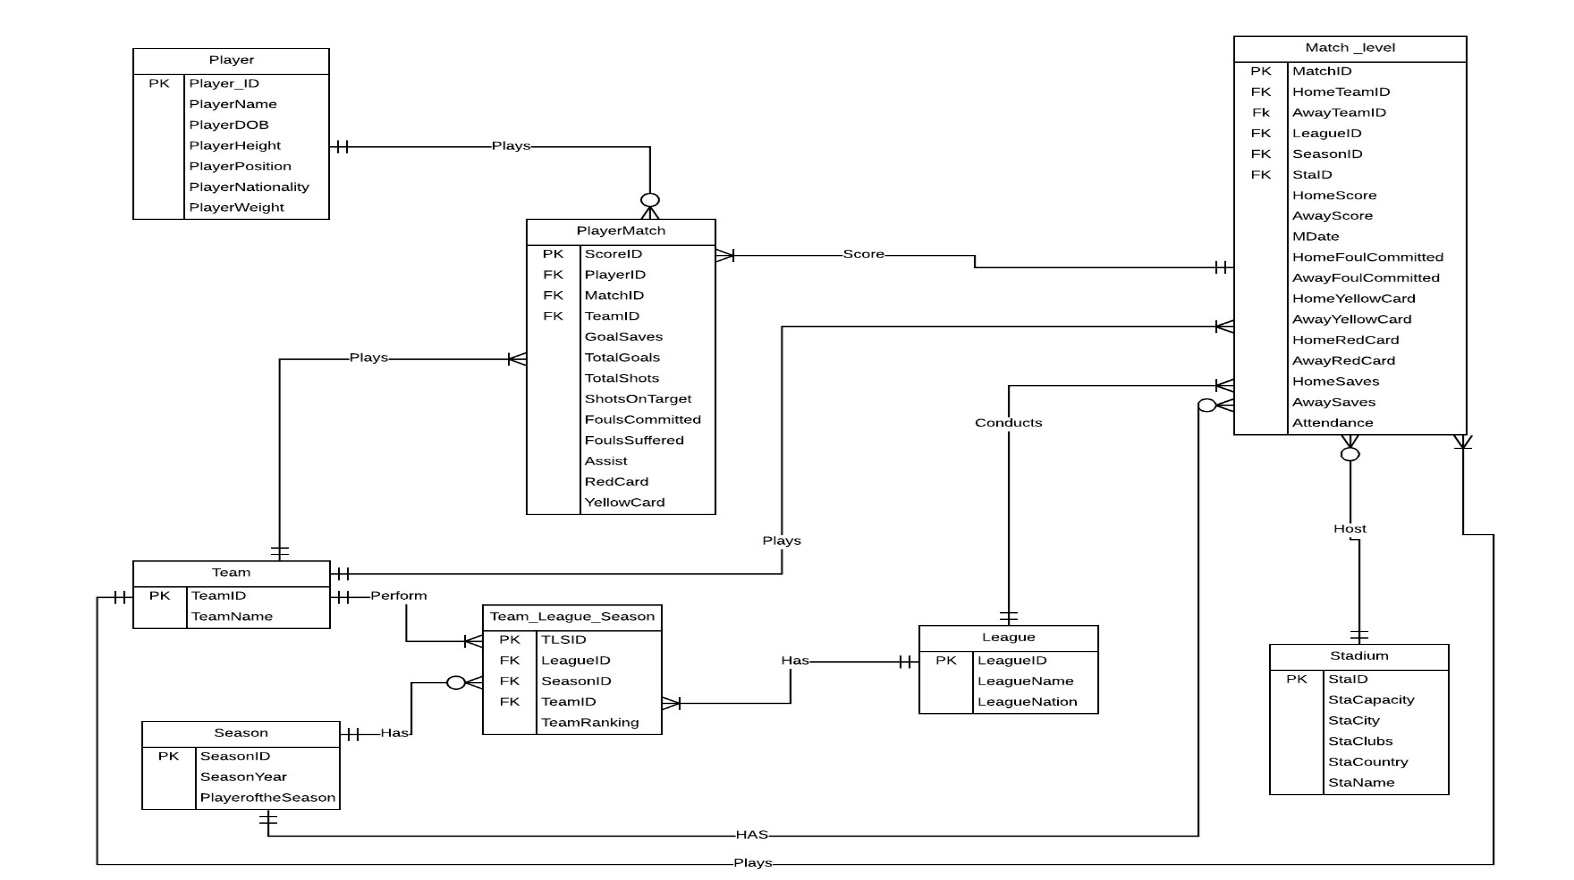 Player
PK Player_ID
PlayerName
PlayerDOB
PlayerHeight
PlayerPosition
PlayerNationality
PlayerWeight
Plays
Match _level
PK MatchID
FK HomeTeamID
Fk AwayTeamID
FK LeagueID
FK SeasonID
FK StaID
HomeScore
AwayScore
MDate
HomeFoulCommitted
AwayFoulCommitted
HomeYellowCard
AwayYellowCard
HomeRedCard
AwayRedCard
HomeSaves
AwaySaves
Attendance
PlayerMatch
PK ScoreID
FK PlayerID
FK MatchID
FK TeamID
GoalSaves
TotalGoals
TotalShots
ShotsOnTarget
FoulsCommitted
FoulsSuffered
Assist
RedCard
YellowCard
Score
Plays
Conducts
Host
Plays
Team
PK TeamID
TeamName
Perform
Team_League_Season
PK TLSID
FK LeagueID
FK SeasonID
FK TeamID
TeamRanking
Has
League
PK LeagueID
LeagueName
LeagueNation
Stadium
PK StaID
StaCapacity
StaCity
StaClubs
StaCountry
StaName
Season
PK SeasonID
SeasonYear
PlayeroftheSeason
Has
HAS
Plays